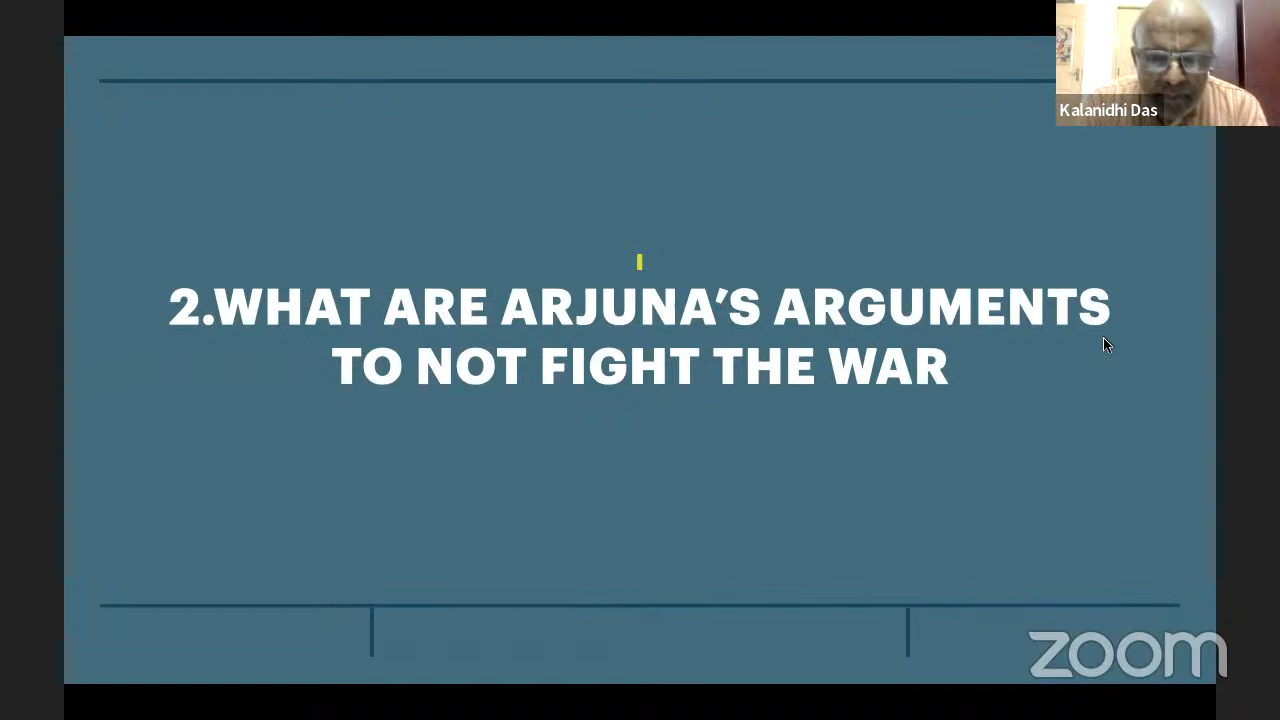 Kalanidhi Das
2.WHAT ARE ARJUNA’S ARGUMENTS
TO NOT FIGHT THE WAR
zoom